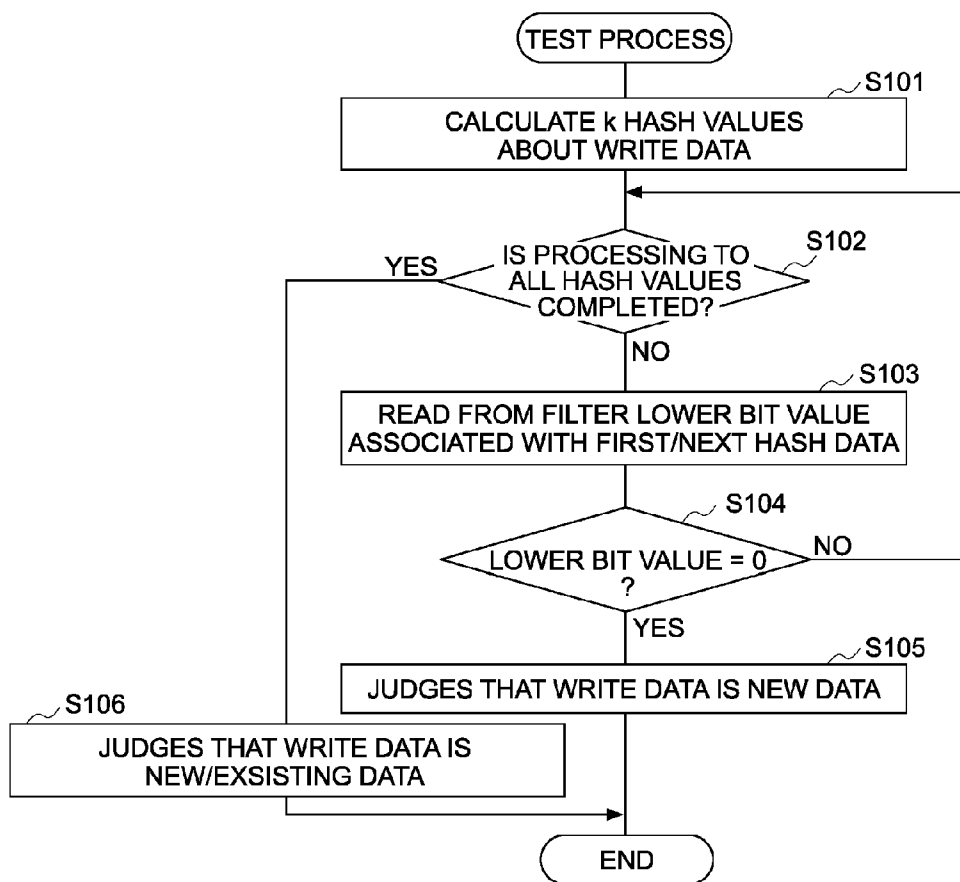 TEST PROCESS
S101
CALCULATE k HASH VALUES
ABOUT WRITE DATA
S102
YES
IS PROCESSING TO
ALL HASH VALUES
COMPLETED?
NO
S103
READ FROM FILTER LOWER BIT VALUE
ASSOCIATED WITH FIRST/NEXT HASH DATA
S104
LOWER BIT VALUE = 0
?
NO
YES
S105
JUDGES THAT WRITE DATA IS NEW DATA
S106
JUDGES THAT WRITE DATA IS
NEW/EXSISTING DATA
END